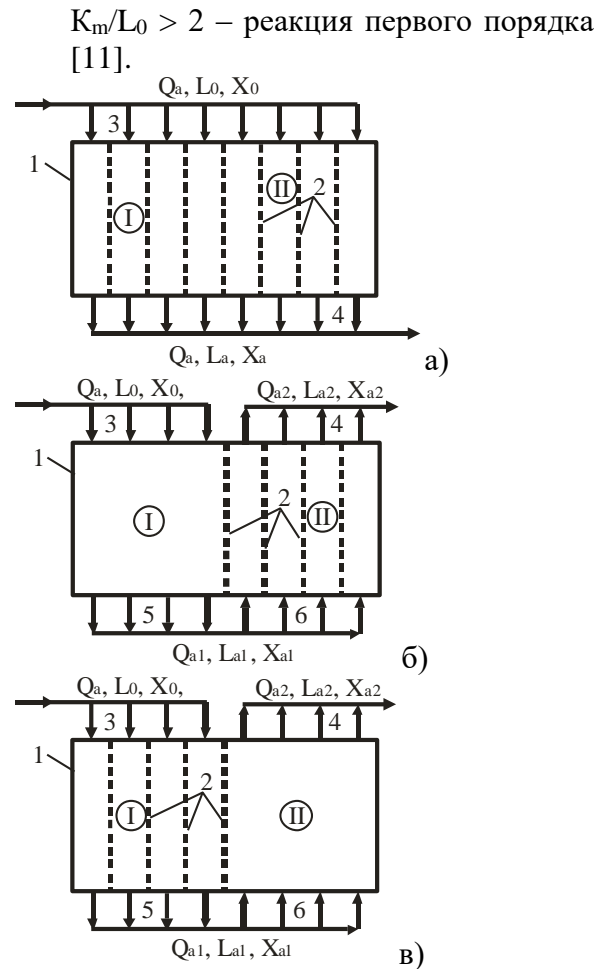 Km/L0 > 2 – реакция первого порядка
[11].
Qa, L0, X0
3
1
II
2
I
4
Qa, La, Xa
а)
Qa, L0, X0,
Qa2, La2, Xa2
3
4
1
2
I
II
5
6
Qa1, La1, Xa1
б)
Qa, L0, X0,
Qa2, La2, Xa2
3
4
1
2
I
II
5
6
Qa1, La1, Xa1
в)